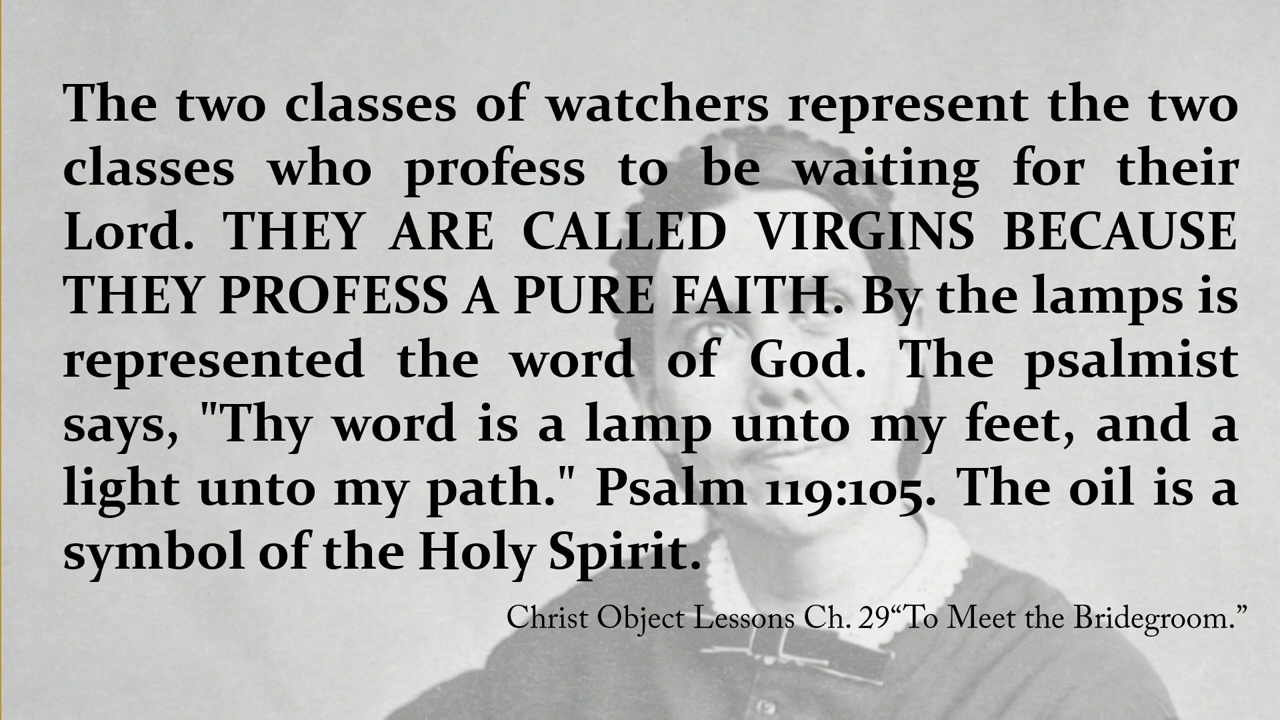 The two classes of watchers represent the two
classes who profess to be waiting for their
Lord. THEY ARE CALLED VIRGINS BECAUSE
THEY PROFESS A PURE FAITH. By the lamps is
represented the word of God. The psalmist
says, "Thy word is a lamp unto my feet, and a
light unto my path." Psalm 119:105. The oil is a
symbol of the Holy Spirit.
Christ Object Lessons Ch. 29“To Meet the Bridegroom.”